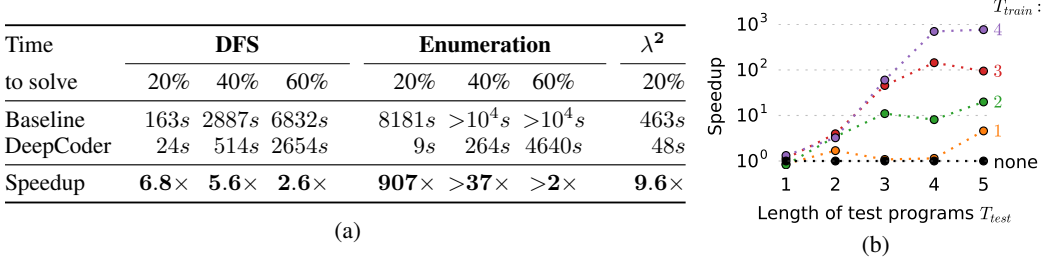 Time DFS Enumeration λ²
to solve 20% 40% 60% 20% 40% 60% 20%
Baseline 163s 2887s 6832s 8181s >10⁴s >10⁴s 463s
DeepCoder 24s 514s 2654s 9s 264s 4640s 48s
Speedup 6.8× 5.6× 2.6× 907× >37× >2× 9.6×
(a)
T_train:
10³
10²
10¹
10⁰
Speedup
4
3
2
1
none
1 2 3 4 5
Length of test programs T_test
(b)